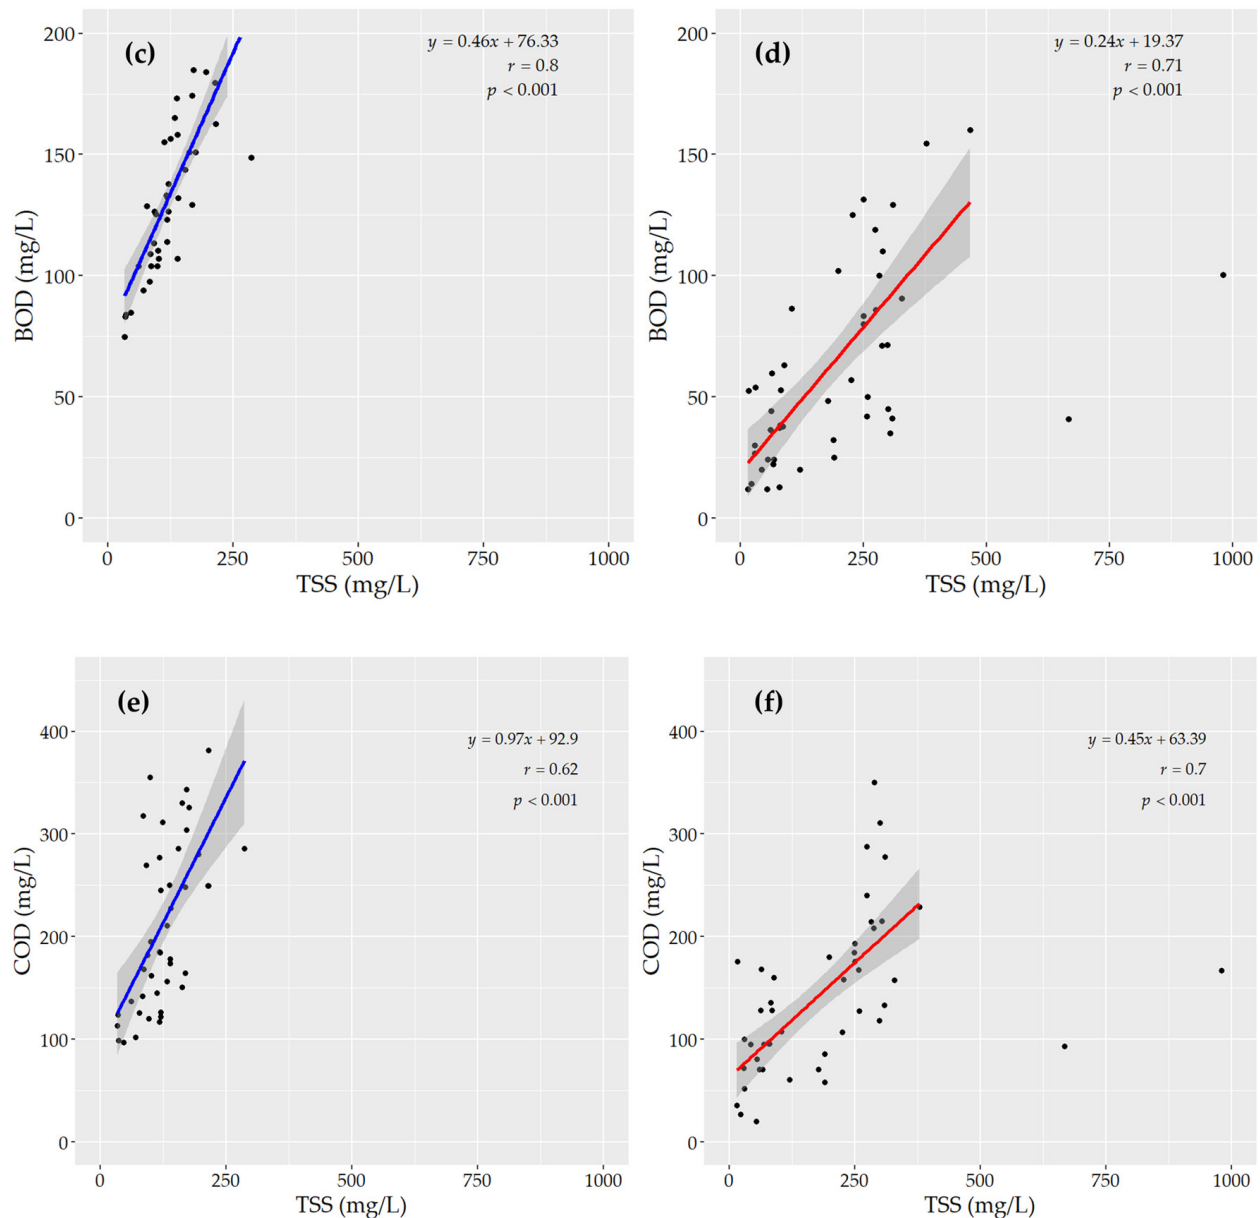 (c)
y = 0.46x + 76.33
r = 0.8
p < 0.001
200
150
100
50
0
BOD (mg/L)
0 250 500 750 1000
TSS (mg/L)
(d)
y = 0.24x + 19.37
r = 0.71
p < 0.001
200
150
100
50
0
BOD (mg/L)
0 250 500 750 1000
TSS (mg/L)
(e)
y = 0.97x + 92.9
r = 0.62
p < 0.001
400
300
200
100
0
COD (mg/L)
0 250 500 750 1000
TSS (mg/L)
(f)
y = 0.45x + 63.39
r = 0.7
p < 0.001
400
300
200
100
0
COD (mg/L)
0 250 500 750 1000
TSS (mg/L)